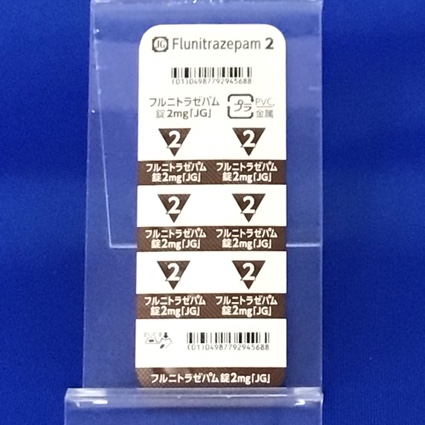 JG Flunitrazepam 2
(01)04987792945688
フルニトラゼパム
錠2mg「JG」
プラ
PVC,
金属
2 2
フルニトラゼパム フルニトラゼパム
錠2mg「JG」 錠2mg「JG」
2 2
フルニトラゼパム フルニトラゼパム
錠2mg「JG」 錠2mg「JG」
2 2
フルニトラゼパム フルニトラゼパム
錠2mg「JG」 錠2mg「JG」
(01)04987792945688
フルニトラゼパム錠2mg「JG」